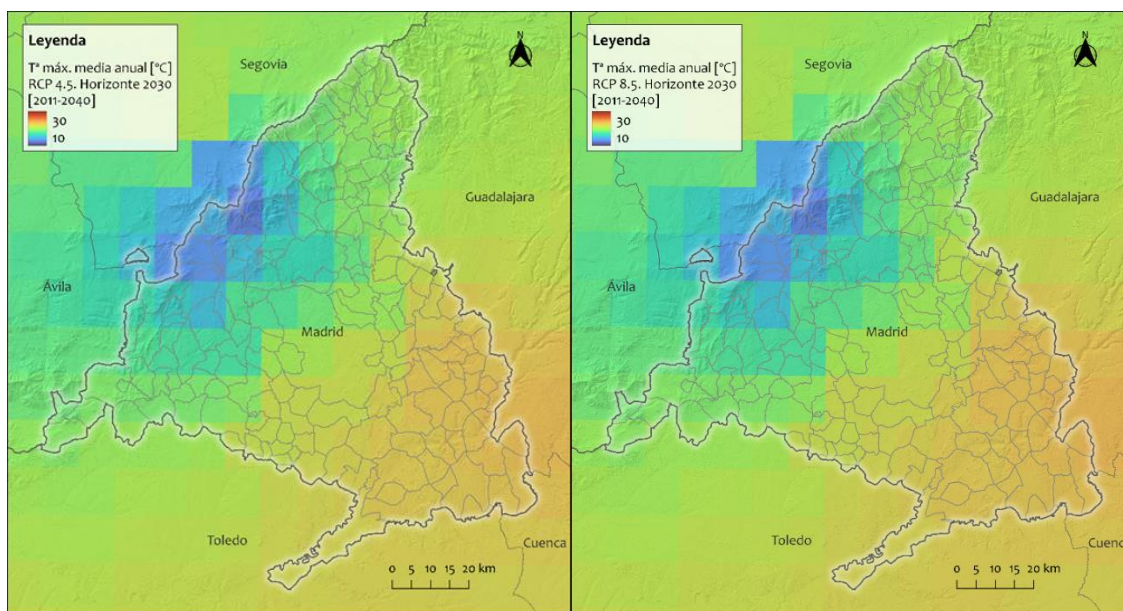 Leyenda
Tª máx. media anual [°C]
RCP 4.5. Horizonte 2030
[2011-2040]
30
10
N
Segovia
Guadalajara
Ávila
Madrid
Toledo
Cuenca
0 5 10 15 20 km
Leyenda
Tª máx. media anual [°C]
RCP 8.5. Horizonte 2030
[2011-2040]
30
10
N
Segovia
Guadalajara
Ávila
Madrid
Toledo
Cuenc
0 5 10 15 20 km